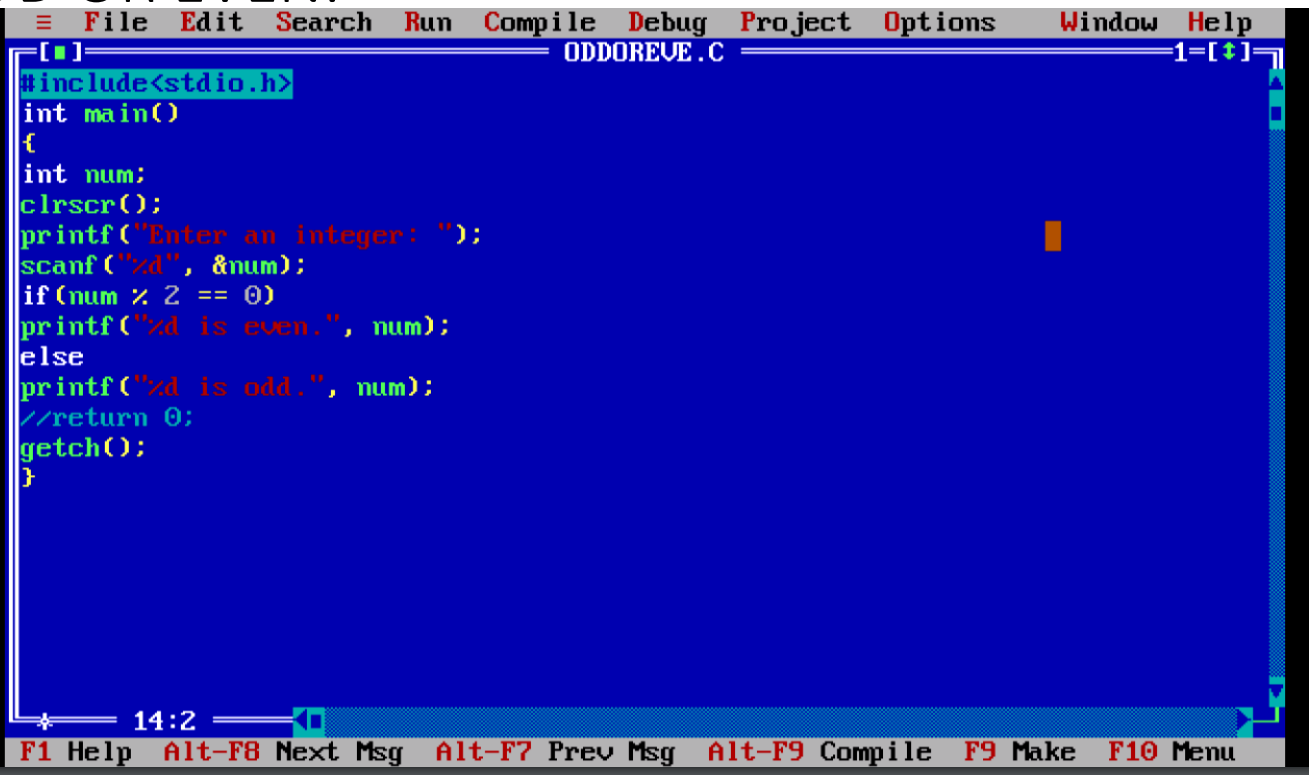 ≡ File Edit Search Run Compile Debug Project Options Window Help
[■] ODDOREVE.C 1=[↕]
#include<stdio.h>
int main()
{
int num;
clrscr();
printf("Enter an integer: ");
scanf("%d", &num);
if(num % 2 == 0)
printf("%d is even.", num);
else
printf("%d is odd.", num);
//return 0;
getch();
}
14:2
F1 Help Alt-F8 Next Msg Alt-F7 Prev Msg Alt-F9 Compile F9 Make F10 Menu